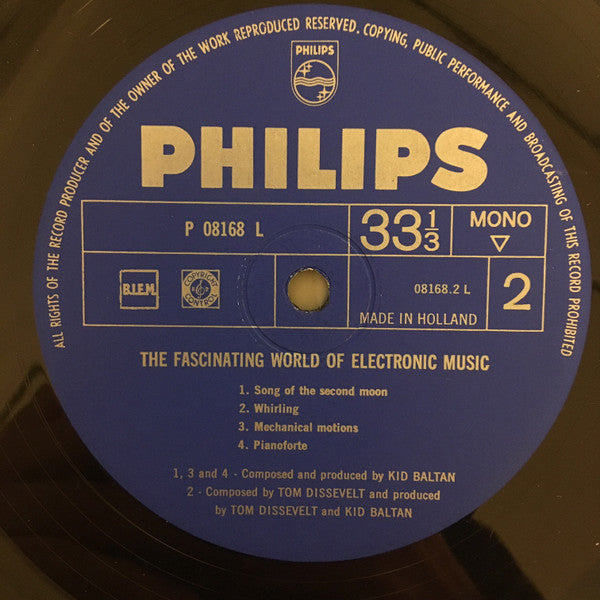 ALL RIGHTS OF THE RECORD PRODUCER AND OF THE OWNER OF THE WORK REPRODUCED RESERVED. COPYING, PUBLIC PERFORMANCE AND BROADCASTING OF THIS RECORD PROHIBITED
PHILIPS
PHILIPS
P 08168 L
33 1/3
MONO
B.I.E.M.
COPYRIGHT CONTROL
08168.2 L
2
MADE IN HOLLAND
THE FASCINATING WORLD OF ELECTRONIC MUSIC
1. Song of the second moon
2. Whirling
3. Mechanical motions
4. Pianoforte
1, 3 and 4 - Composed and produced by KID BALTAN
2 - Composed by TOM DISSEVELT and produced
by TOM DISSEVELT and KID BALTAN